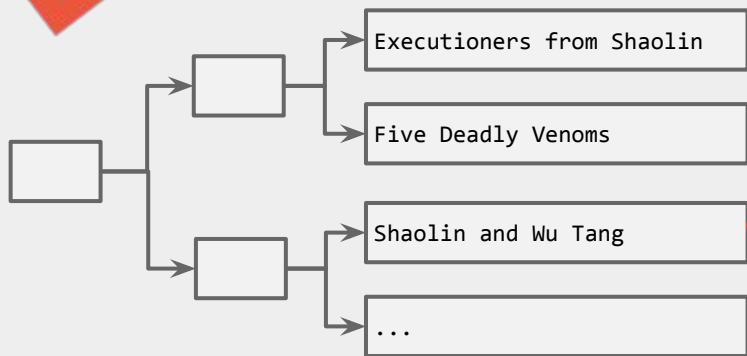 Executioners from Shaolin
Five Deadly Venoms
Shaolin and Wu Tang
...